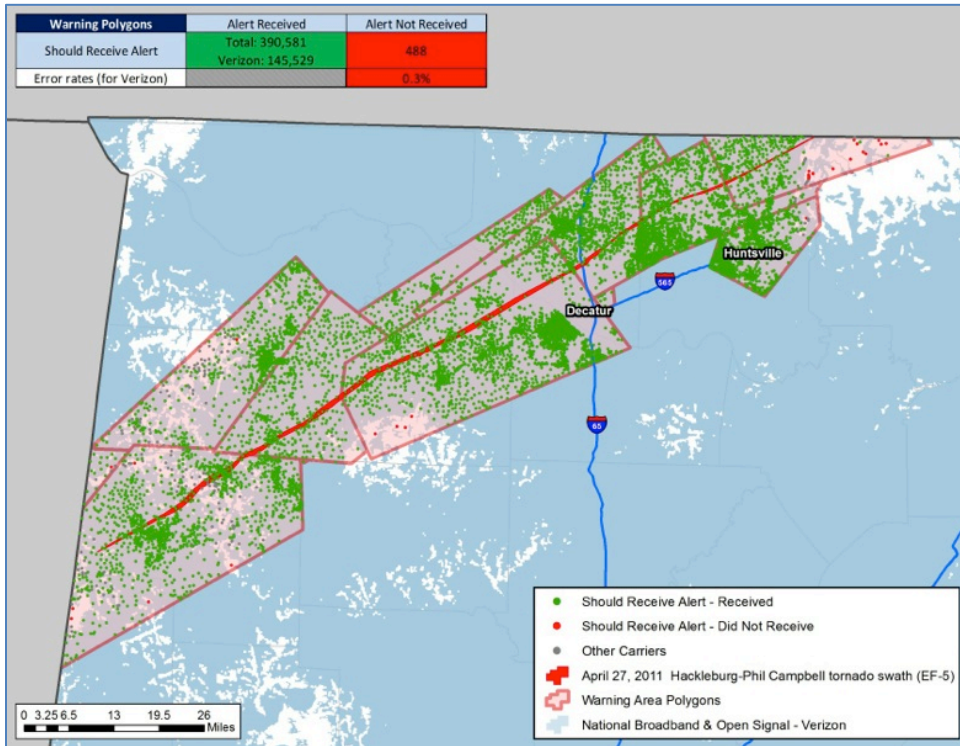 Warning Polygons Alert Received Alert Not Received
Should Receive Alert Total: 390,581 488
Verizon: 145,529
Error rates (for Verizon) 0.3%
Huntsville
565
Decatur
65
Should Receive Alert - Received
Should Receive Alert - Did Not Receive
Other Carriers
April 27, 2011 Hackleburg-Phil Campbell tornado swath (EF-5)
Warning Area Polygons
National Broadband & Open Signal - Verizon
0 3.25 6.5 13 19.5 26
Miles